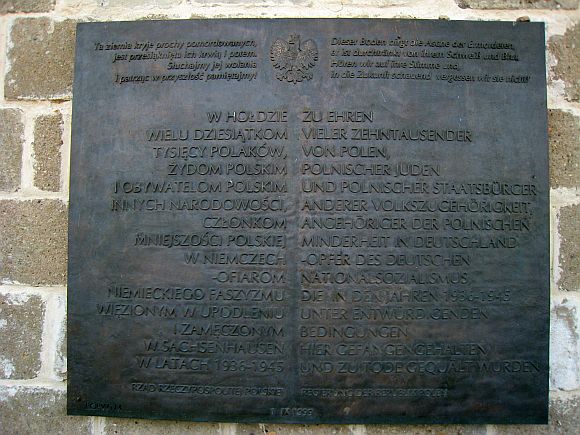 Ta ziemia kryje prochy pomordowanych,
jest przesiąknięta ich krwią i potem.
Słuchajmy jej wołania
i patrząc w przyszłość pamiętajmy!
Dieser Boden birgt die Asche der Ermordeten,
er ist durchtränkt von ihrem Schweiß und Blut.
Hören wir auf ihre Stimme und,
in die Zukunft schauend vergessen wir sie nicht!
W HOŁDZIE
WIELU DZIESIĄTKOM
TYSIĘCY POLAKÓW,
ŻYDOM POLSKIM
I OBYWATELOM POLSKIM
INNYCH NARODOWOŚCI,
CZŁONKOM
MNIEJSZOŚCI POLSKIEJ
W NIEMCZECH
-OFIAROM
NIEMIECKIEGO FASZYZMU
WIĘZIONYM W UPODLENIU
I ZAMĘCZONYM
W SACHSENHAUSEN
W LATACH 1936-1945
ZU EHREN
VIELER ZEHNTAUSENDER
VON POLEN,
POLNISCHER JUDEN
UND POLNISCHER STAATSBÜRGER
ANDERER VOLKSZUGEHÖRIGKEIT,
ANGEHÖRIGER DER POLNISCHEN
MINDERHEIT IN DEUTSCHLAND
-OPFER DES DEUTSCHEN
NATIONALSOZIALISMUS,
DIE IN DEN JAHREN 1936-1945
UNTER ENTWÜRDIGENDEN
BEDINGUNGEN
HIER GEFANGENGEHALTEN
UND ZU TODE GEQUÄLT WURDEN
RZĄD RZECZYPOSPOLITEJ POLSKIEJ
REGIERUNG DER REPUBLIK POLEN